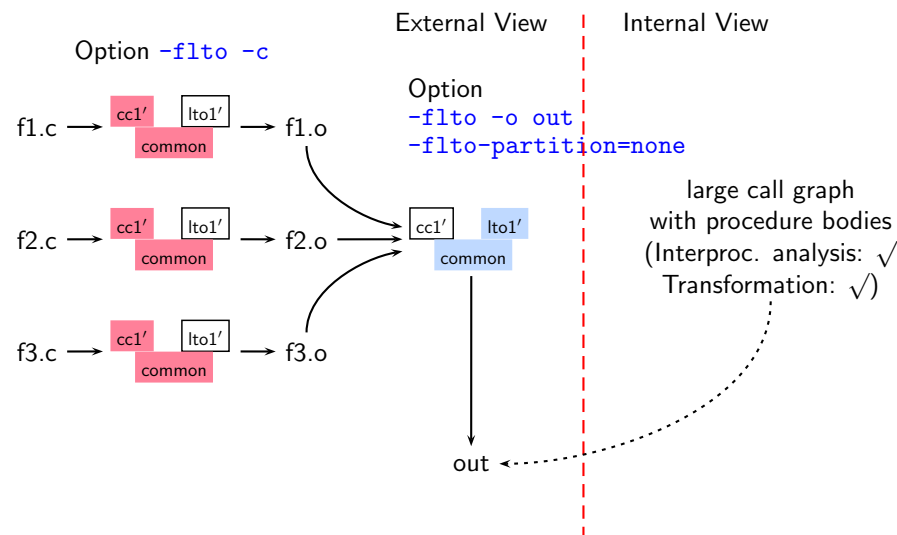 External View
Internal View
Option -flto -c
Option
-flto -o out
-flto-partition=none
f1.c
cc1′
lto1′
common
f1.o
f2.c
cc1′
lto1′
common
f2.o
f3.c
cc1′
lto1′
common
f3.o
cc1′
lto1′
common
out
large call graph
with procedure bodies
(Interproc. analysis: √
Transformation: √)